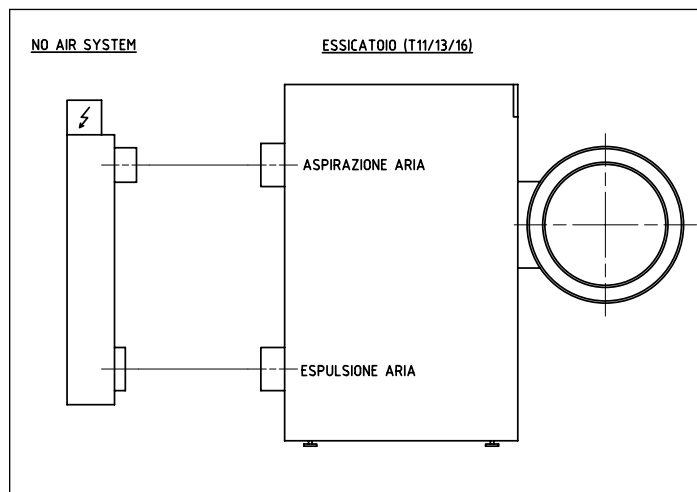 NO AIR SYSTEM
ESSICATOIO (T11/13/16)
ASPIRAZIONE ARIA
ESPULSIONE ARIA